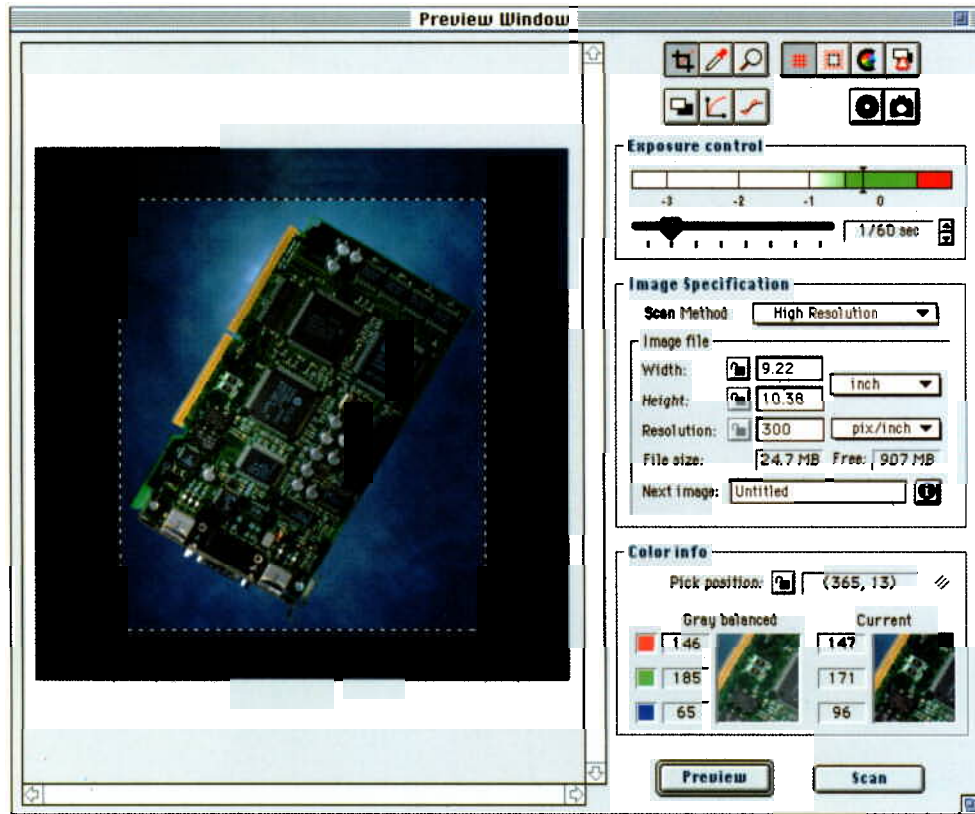 Preview Window
Exposure control
-3 -2 -1 0
1/60 sec
Image Specification
Scan Method: High Resolution
Image file
Width: 9.22
inch
Height: 10.38
Resolution: 300 pix/inch
File size: 24.7 MB Free: 907 MB
Next image: Untitled
Color info
Pick position: (365, 13)
Gray balanced Current
146 147
185 171
65 96
Preview Scan